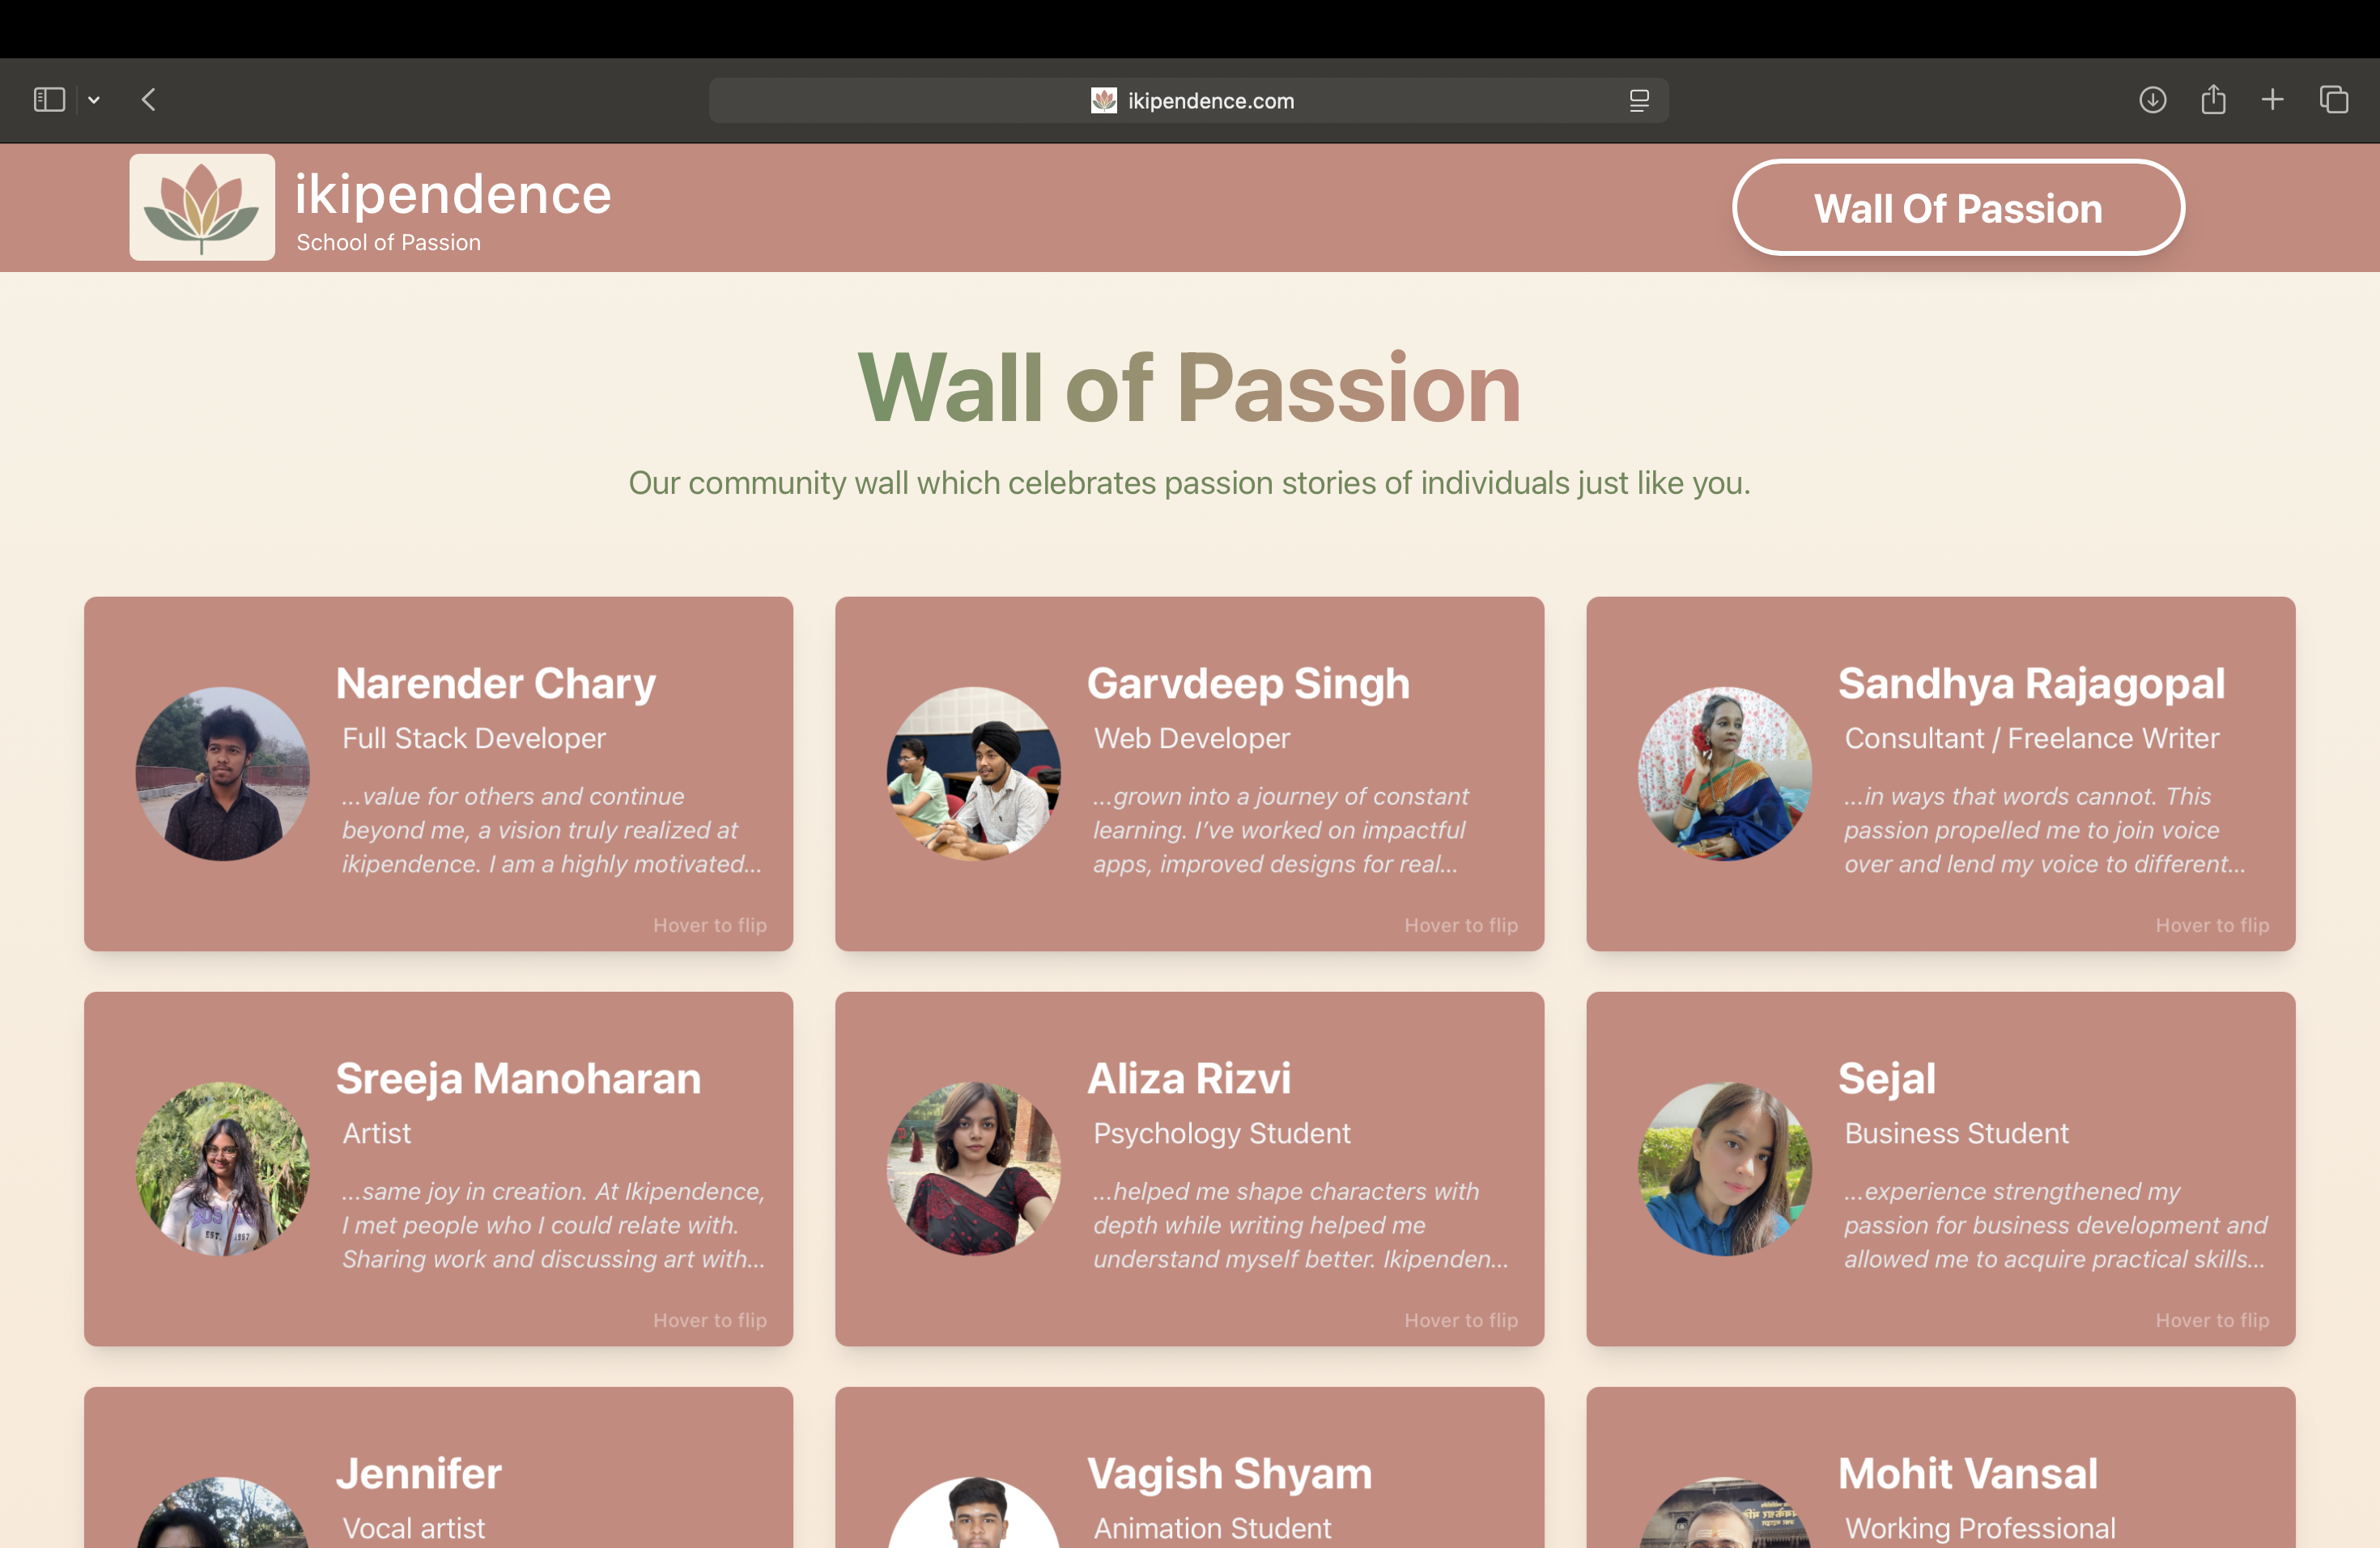 ikipendence.com
ikipendence
School of Passion
Wall Of Passion
Wall of Passion
Our community wall which celebrates passion stories of individuals just like you.
Narender Chary
Full Stack Developer
...value for others and continue
beyond me, a vision truly realized at
ikipendence. I am a highly motivated...
Hover to flip
Garvdeep Singh
Web Developer
...grown into a journey of constant
learning. I've worked on impactful
apps, improved designs for real...
Hover to flip
Sandhya Rajagopal
Consultant / Freelance Writer
...in ways that words cannot. This
passion propelled me to join voice
over and lend my voice to different...
Hover to flip
Sreeja Manoharan
Artist
...same joy in creation. At Ikipendence,
I met people who I could relate with.
Sharing work and discussing art with...
Hover to flip
Aliza Rizvi
Psychology Student
...helped me shape characters with
depth while writing helped me
understand myself better. Ikipenden...
Hover to flip
Sejal
Business Student
...experience strengthened my
passion for business development and
allowed me to acquire practical skills...
Hover to flip
Jennifer
Vocal artist
Vagish Shyam
Animation Student
Mohit Vansal
Working Professional
EST. 1997